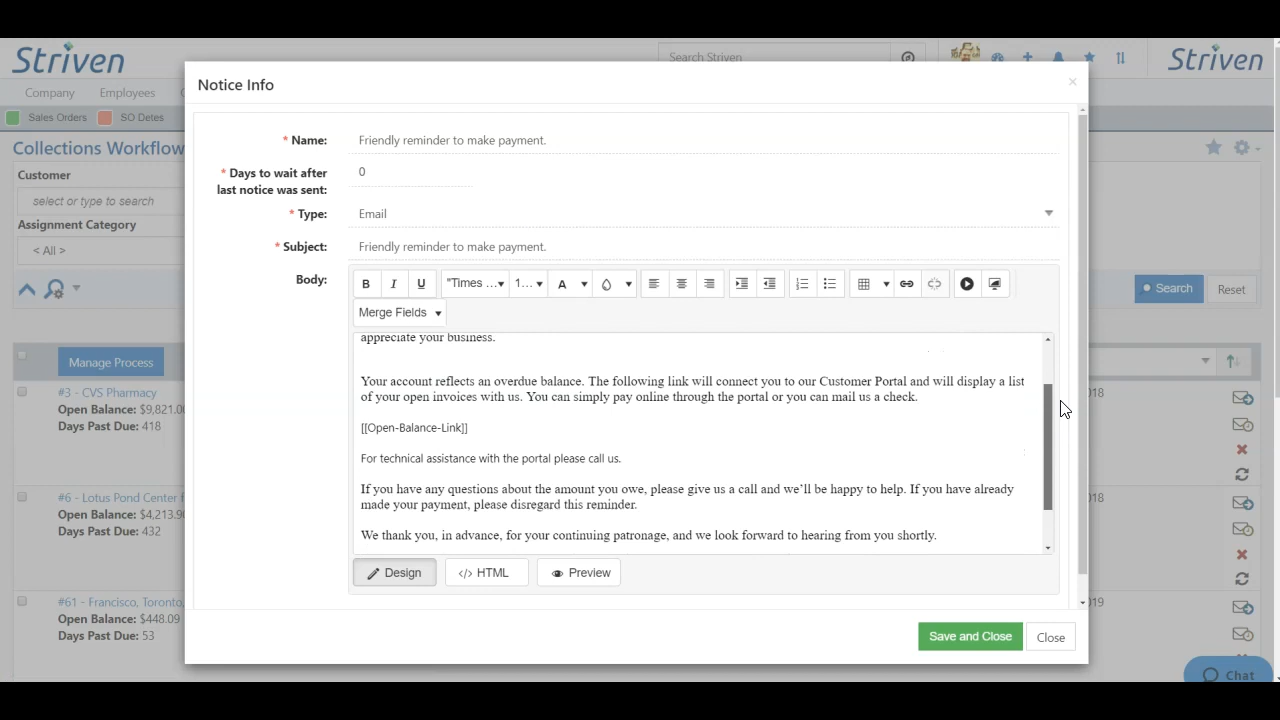 Striven
Search Striven
Striven
Company
Employees
Sales Orders
SO Detes
Collections Workflow
Customer
select or type to search
Assignment Category
< All >
Search
Reset
Manage Process
#3 - CVS Pharmacy
Open Balance: $9,821.0
Days Past Due: 418
18
#6 - Lotus Pond Center f
Open Balance: $4,213.9
Days Past Due: 432
18
#61 - Francisco, Toronto,
Open Balance: $448.09
Days Past Due: 53
019
Chat
Notice Info
×
* Name:
Friendly reminder to make payment.
* Days to wait after
last notice was sent:
0
* Type:
Email
* Subject:
Friendly reminder to make payment.
Body:
B I U "Times ... 1... A
Merge Fields
appreciate your business.
Your account reflects an overdue balance. The following link will connect you to our Customer Portal and will display a list
of your open invoices with us. You can simply pay online through the portal or you can mail us a check.
[[Open-Balance-Link]]
For technical assistance with the portal please call us.
If you have any questions about the amount you owe, please give us a call and we'll be happy to help. If you have already
made your payment, please disregard this reminder.
We thank you, in advance, for your continuing patronage, and we look forward to hearing from you shortly.
Design
</> HTML
Preview
Save and Close
Close